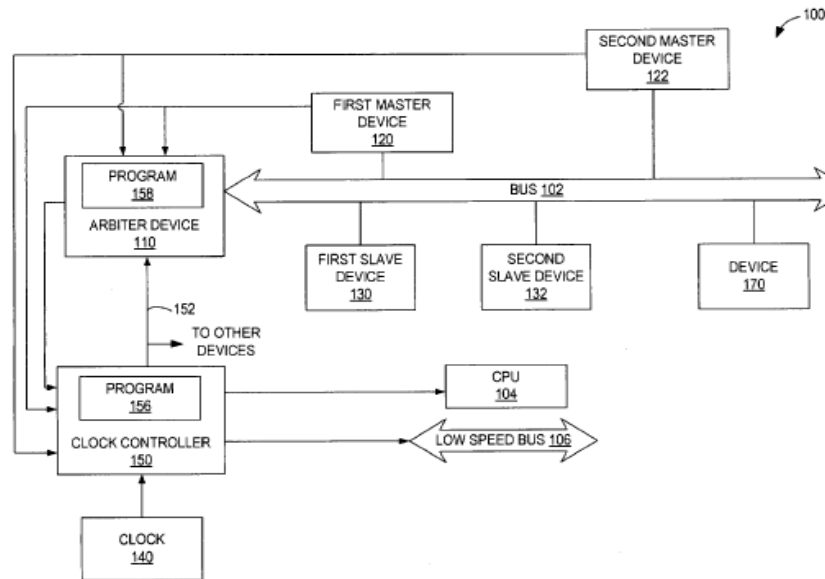 100
SECOND MASTER
DEVICE
122
FIRST MASTER
DEVICE
120
PROGRAM
158
ARBITER DEVICE
110
BUS 102
FIRST SLAVE
DEVICE
130
SECOND
SLAVE DEVICE
132
DEVICE
170
152
TO OTHER
DEVICES
PROGRAM
156
CLOCK CONTROLLER
150
CPU
104
LOW SPEED BUS 106
CLOCK
140